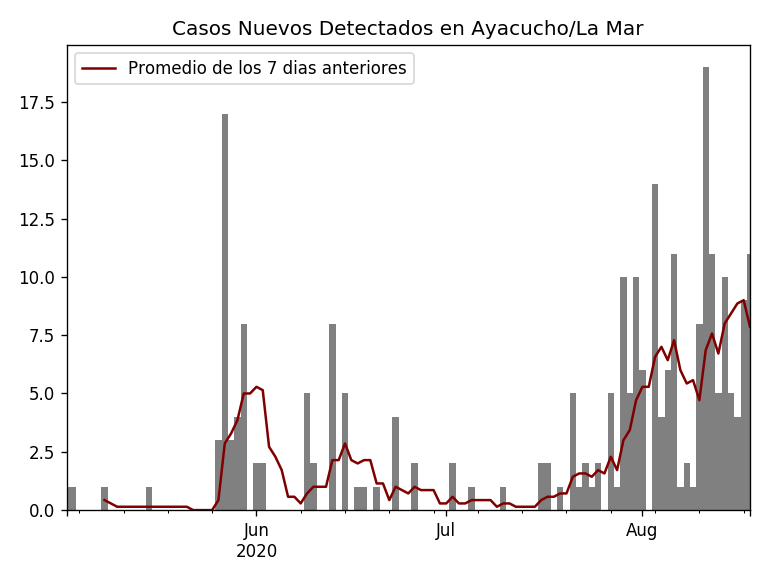 Casos Nuevos Detectados en Ayacucho/La Mar
Promedio de los 7 dias anteriores
17.5
15.0
12.5
10.0
7.5
5.0
2.5
0.0
Jun
2020
Jul
Aug